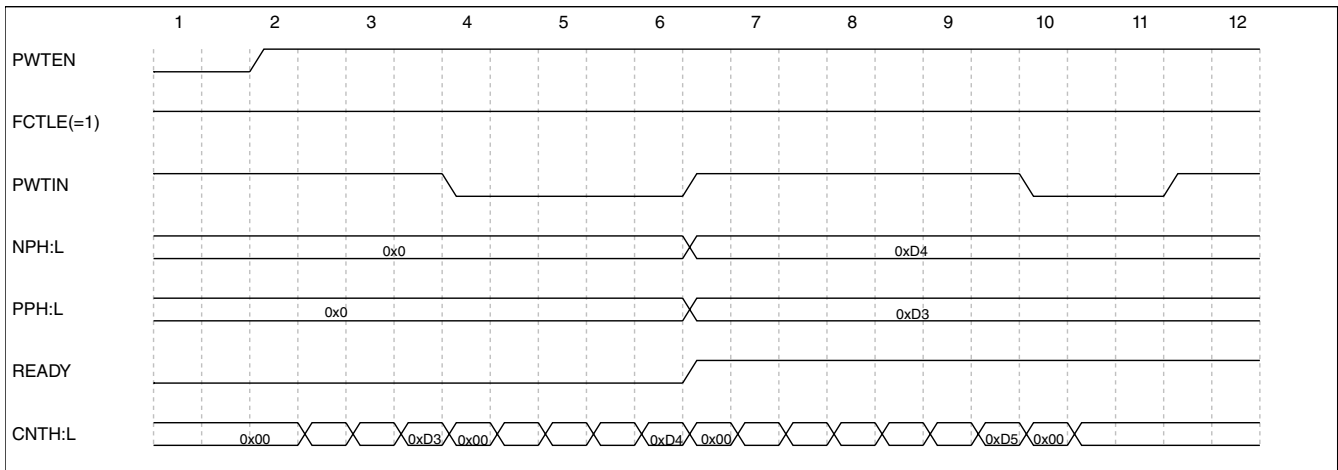 1 2 3 4 5 6 7 8 9 10 11 12
PWTEN
FCTLE(=1)
PWTIN
NPH:L 0x0 0xD4
PPH:L 0x0 0xD3
READY
CNTH:L 0x00 0xD3 0x00 0xD4 0x00 0xD5 0x00